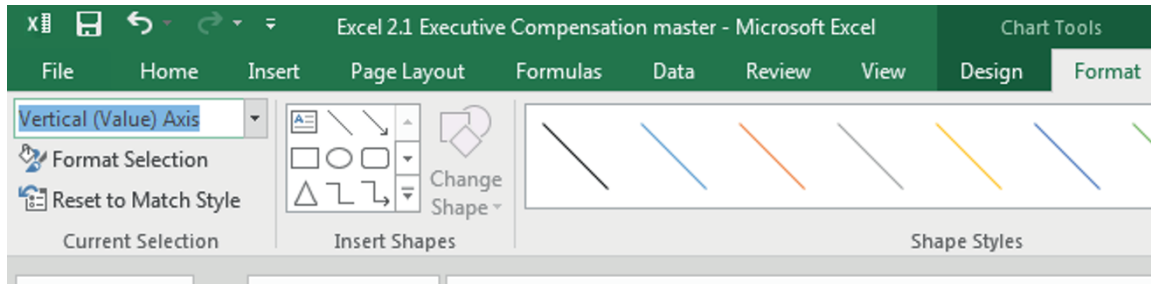 Excel 2.1 Executive Compensation master - Microsoft Excel
Chart Tools
File Home Insert Page Layout Formulas Data Review View Design Format
Vertical (Value) Axis
Format Selection
Reset to Match Style
Current Selection
Change
Shape
Insert Shapes
Shape Styles